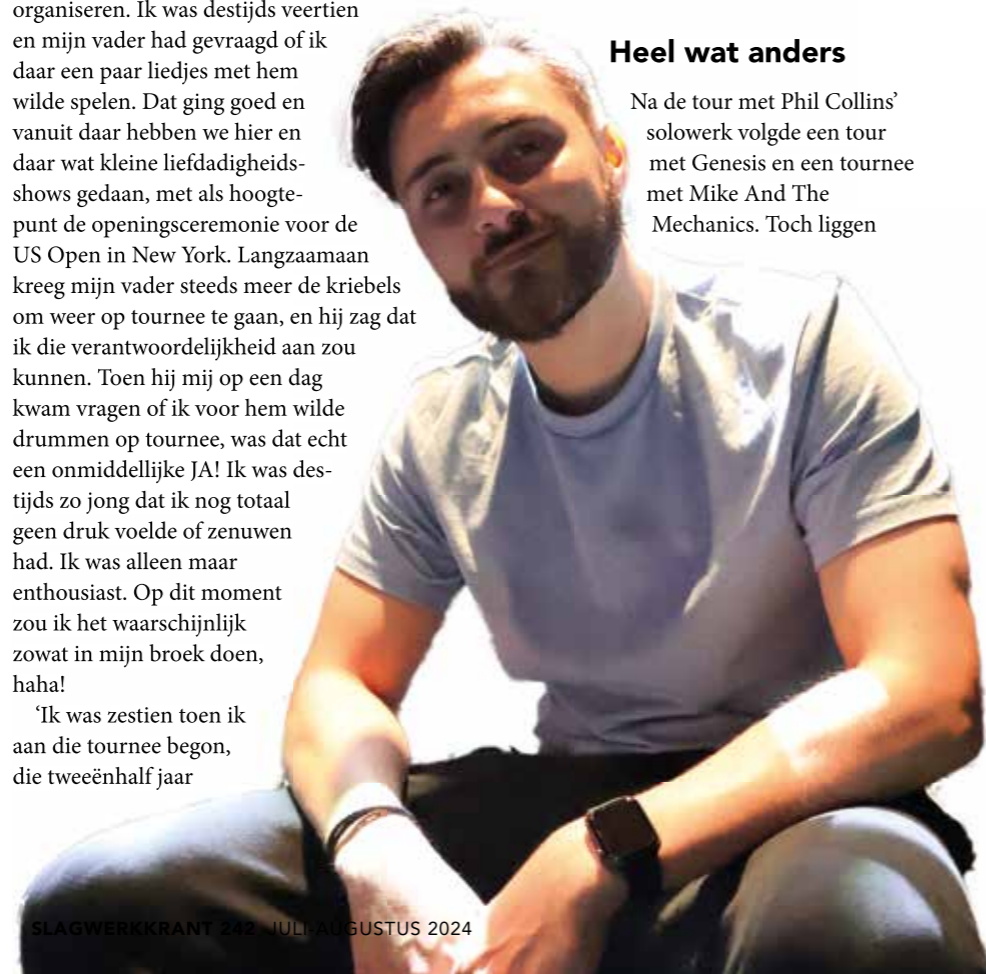 organiseren. Ik was destijds veertien
en mijn vader had gevraagd of ik
daar een paar liedjes met hem
wilde spelen. Dat ging goed en
vanuit daar hebben we hier en
daar wat kleine liefdadigheids-
shows gedaan, met als hoogte-
punt de openingsceremonie voor de
US Open in New York. Langzaamaan
kreeg mijn vader steeds meer de kriebels
om weer op tournee te gaan, en hij zag dat
ik die verantwoordelijkheid aan zou
kunnen. Toen hij mij op een dag
kwam vragen of ik voor hem wilde
drummen op tournee, was dat echt
een onmiddellijke JA! Ik was des-
tijds zo jong dat ik nog totaal
geen druk voelde of zenuwen
had. Ik was alleen maar
enthousiast. Op dit moment
zou ik het waarschijnlijk
zowat in mijn broek doen,
haha!
‘Ik was zestien toen ik
aan die tournee begon,
die tweeënhalf jaar
Heel wat anders
Na de tour met Phil Collins’
solowerk volgde een tour
met Genesis en een tournee
met Mike And The
Mechanics. Toch liggen
SLAGWERKKRANT 242 JULI-AUGUSTUS 2024